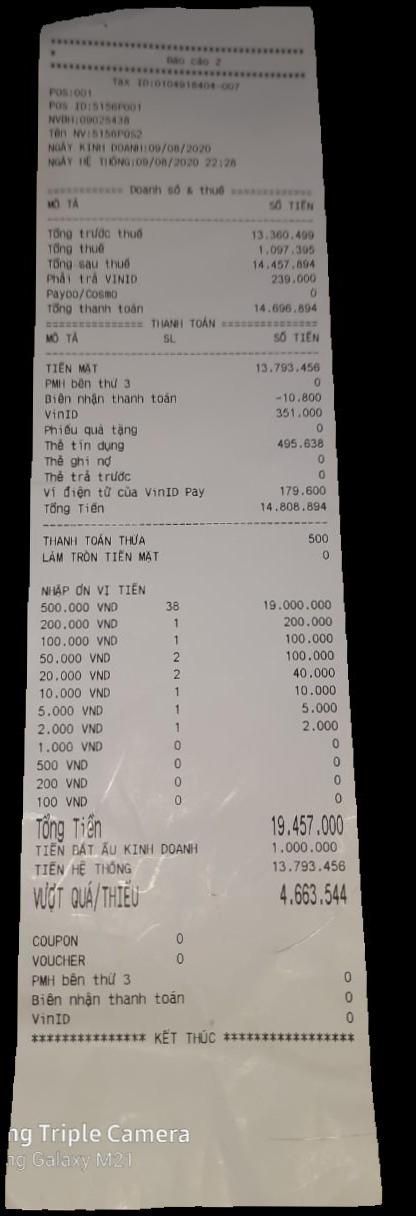 ****************************************
*
Báo cáo 2
****************************************
Tax ID:0104918404-007
POS:001
POS ID:5156P001
NVBH:09025438
Tên NV:5156POS2
NGÀY KINH DOANH:09/08/2020
NGÀY HỆ THỐNG:09/08/2020 22:28
============ Doanh số & thuế =============
MÔ TẢ SỐ TIỀN
Tổng trước thuế 13.360.499
Tổng thuế 1.097.395
Tổng sau thuế 14.457.894
Phải trả VINID 239.000
Payoo/Cosmo 0
Tổng thanh toán 14.696.894
=============== THANH TOÁN ===============
MÔ TẢ SL SỐ TIỀN
TIỀN MẶT 13.793.456
PMH bên thứ 3 0
Biên nhận thanh toán -10.800
VinID 351.000
Phiếu quà tặng 0
Thẻ tín dụng 495.638
Thẻ ghi nợ 0
Thẻ trả trước 0
Ví điện tử của VinID Pay 179.600
Tổng Tiền 14.808.894
THANH TOÁN THỪA 500
LÀM TRÒN TIỀN MẶT 0
NHẬP ƠN VỊ TIỀN
500.000 VND 38 19.000.000
200.000 VND 1 200.000
100.000 VND 1 100.000
50.000 VND 2 100.000
20.000 VND 2 40.000
10.000 VND 1 10.000
5.000 VND 1 5.000
2.000 VND 1 2.000
1.000 VND 0 0
500 VND 0 0
200 VND 0 0
100 VND 0 0
Tổng Tiền 19.457.000
TIỀN BẮT ẦU KINH DOANH 1.000.000
TIỀN HỆ THỐNG 13.793.456
VƯỢT QUÁ/THIẾU 4.663.544
COUPON 0
VOUCHER 0
PMH bên thứ 3 0
Biên nhận thanh toán 0
VinID 0
*************** KẾT THÚC *****************
ng Triple Camera
ng Galaxy M21